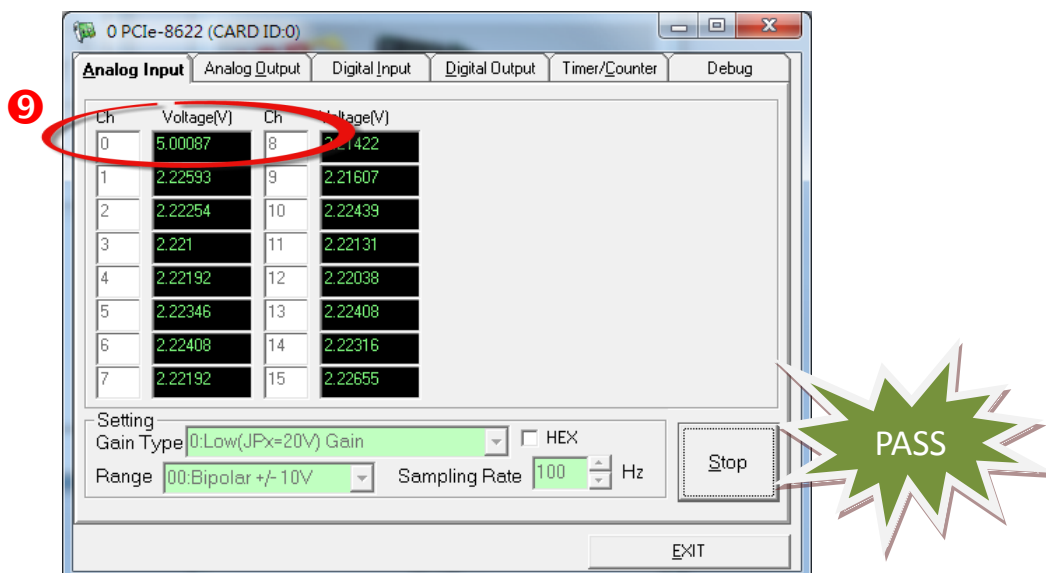 0 PCIe-8622 (CARD ID:0)
Analog Input Analog Output Digital Input Digital Output Timer/Counter Debug
9
Ch Voltage(V) Ch Voltage(V)
0 5.00087 8 2.21422
1 2.22593 9 2.21607
2 2.22254 10 2.22439
3 2.221 11 2.22131
4 2.22192 12 2.22038
5 2.22346 13 2.22408
6 2.22408 14 2.22316
7 2.22192 15 2.22655
Setting
Gain Type 0:Low(JPx=20V) Gain HEX
Range 00:Bipolar +/- 10V Sampling Rate 100 Hz
Stop
PASS
EXIT